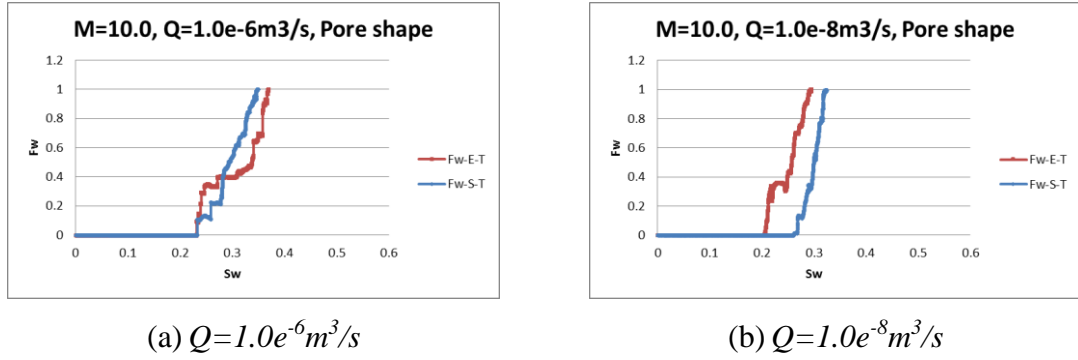 M=10.0, Q=1.0e-6m3/s, Pore shape
1.2
1
0.8
0.6
0.4
0.2
0
Fw
0 0.1 0.2 0.3 0.4 0.5 0.6
Sw
Fw-E-T
Fw-S-T
(a) Q=1.0e⁻⁶m³/s
M=10.0, Q=1.0e-8m3/s, Pore shape
1.2
1
0.8
0.6
0.4
0.2
0
Fw
0 0.1 0.2 0.3 0.4 0.5 0.6
Sw
Fw-E-T
Fw-S-T
(b) Q=1.0e⁻⁸m³/s